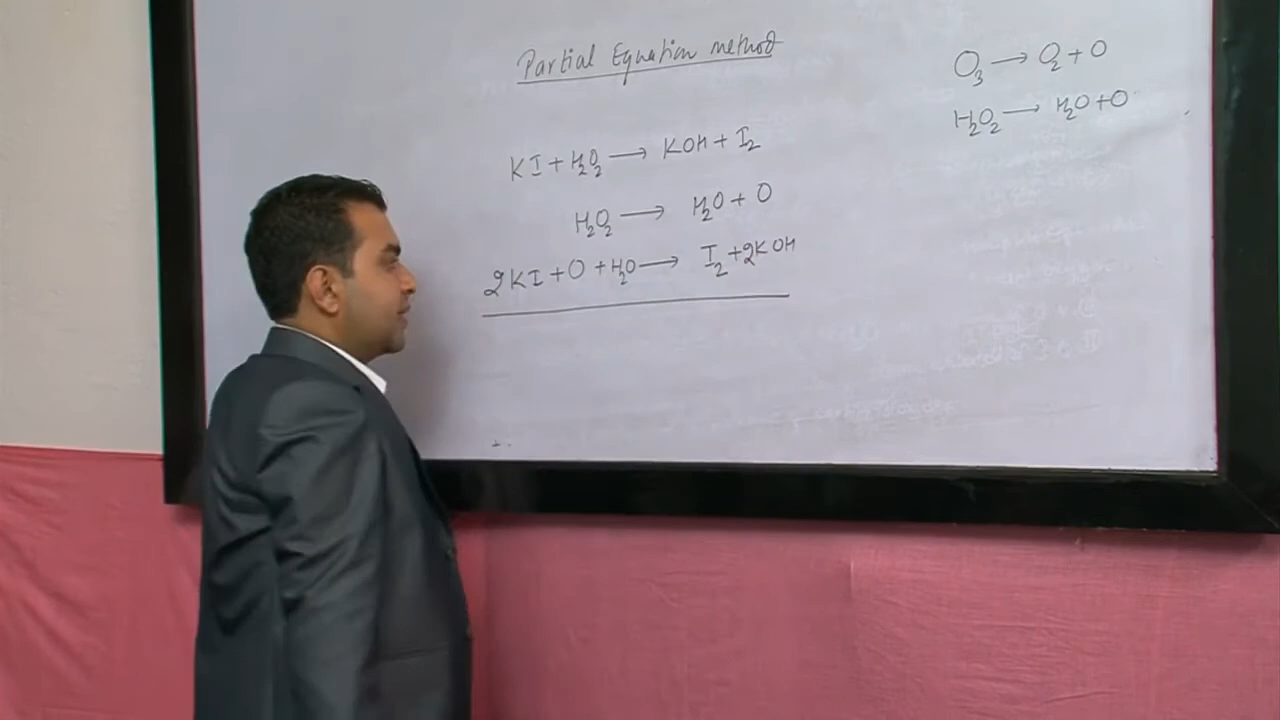 Partial Equation method
KI + H₂O₂ → KOH + I₂
H₂O₂ → H₂O + O
2KI + O + H₂O → I₂ + 2KOH
O₃ → O₂ + O
H₂O₂ → H₂O + O